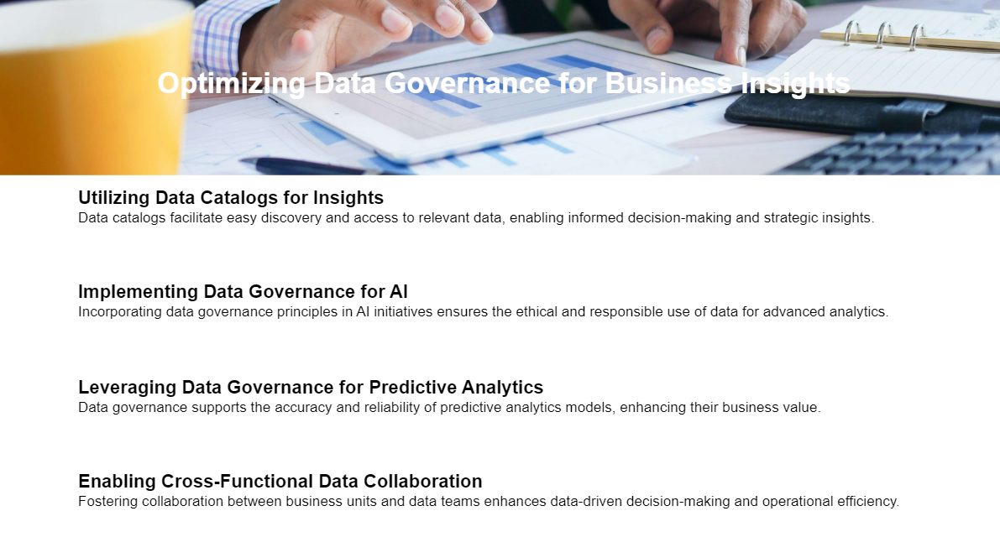 Optimizing Data Governance for Business Insights
Utilizing Data Catalogs for Insights
Data catalogs facilitate easy discovery and access to relevant data, enabling informed decision-making and strategic insights.
Implementing Data Governance for AI
Incorporating data governance principles in AI initiatives ensures the ethical and responsible use of data for advanced analytics.
Leveraging Data Governance for Predictive Analytics
Data governance supports the accuracy and reliability of predictive analytics models, enhancing their business value.
Enabling Cross-Functional Data Collaboration
Fostering collaboration between business units and data teams enhances data-driven decision-making and operational efficiency.